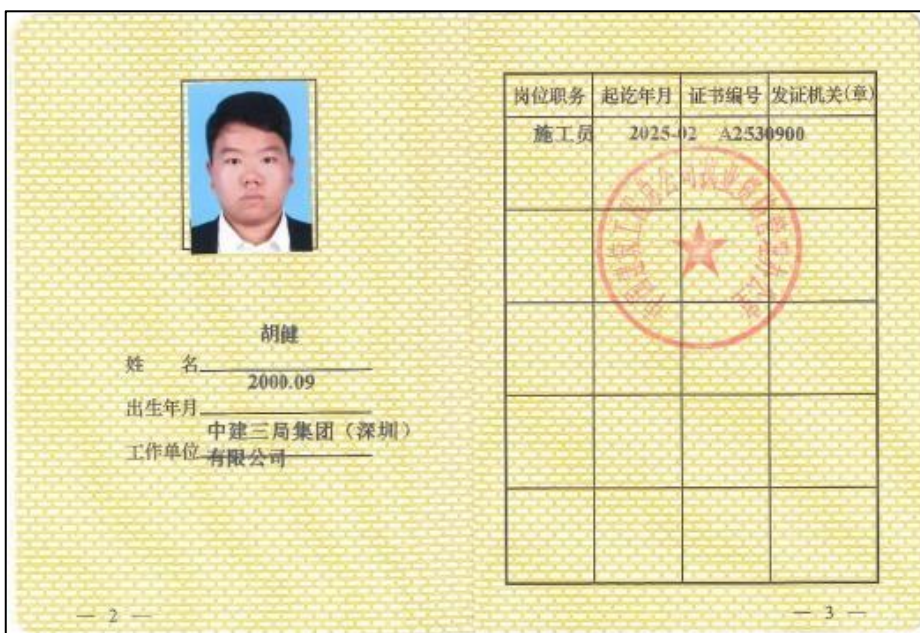 胡健
姓 名
2000.09
出生年月
中建三局集团（深圳）
工作单位 有限公司
— 2 —
岗位职务 起讫年月 证书编号 发证机关(章)
施工员 2025-02 A2530900
— 3 —